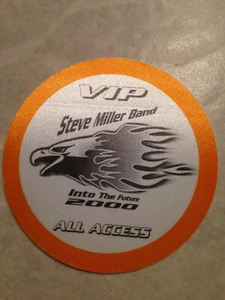 VIP
Steve Miller Band
Into The Future
2000
ALL ACCESS